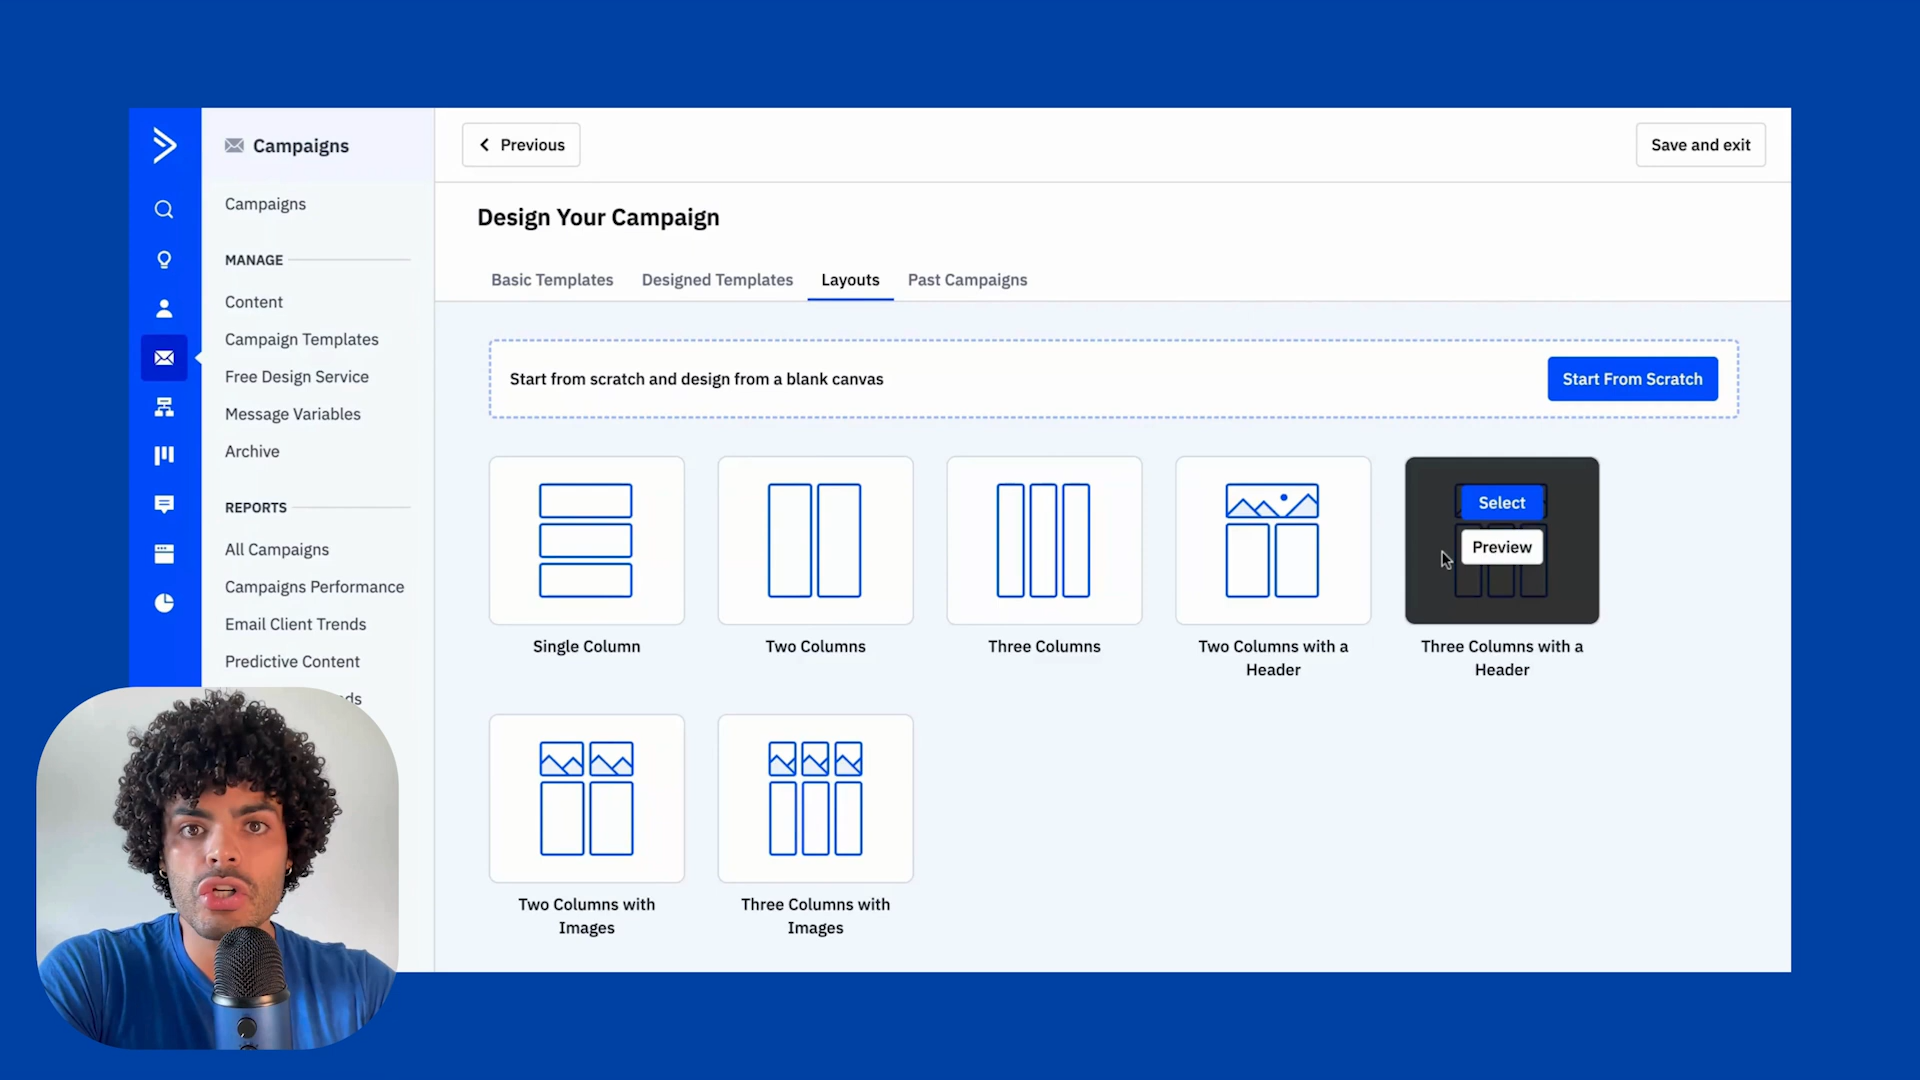 Campaigns
Previous
Save and exit
Campaigns
Design Your Campaign
MANAGE
Basic Templates
Designed Templates
Layouts
Past Campaigns
Content
Campaign Templates
Free Design Service
Start from scratch and design from a blank canvas
Start From Scratch
Message Variables
Archive
REPORTS
Select
All Campaigns
Preview
Campaigns Performance
Email Client Trends
Predictive Content
Single Column
Two Columns
Three Columns
Two Columns with a
Header
Three Columns with a
Header
Two Columns with
Images
Three Columns with
Images